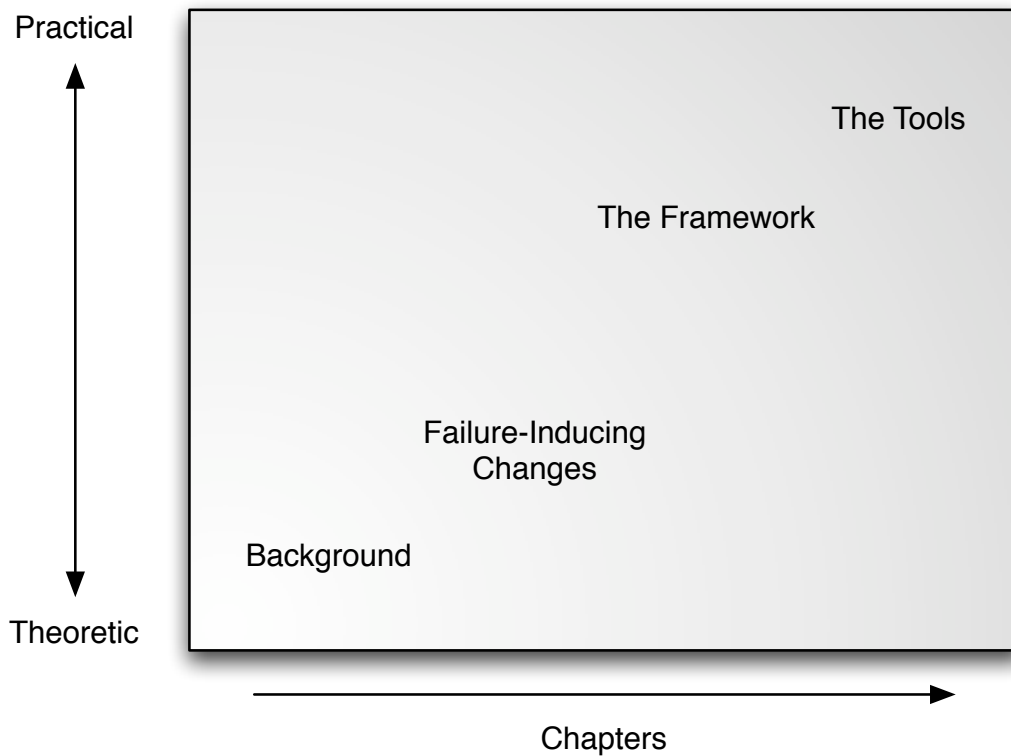 Practical
The Tools
The Framework
Failure-Inducing
Changes
Background
Theoretic
Chapters